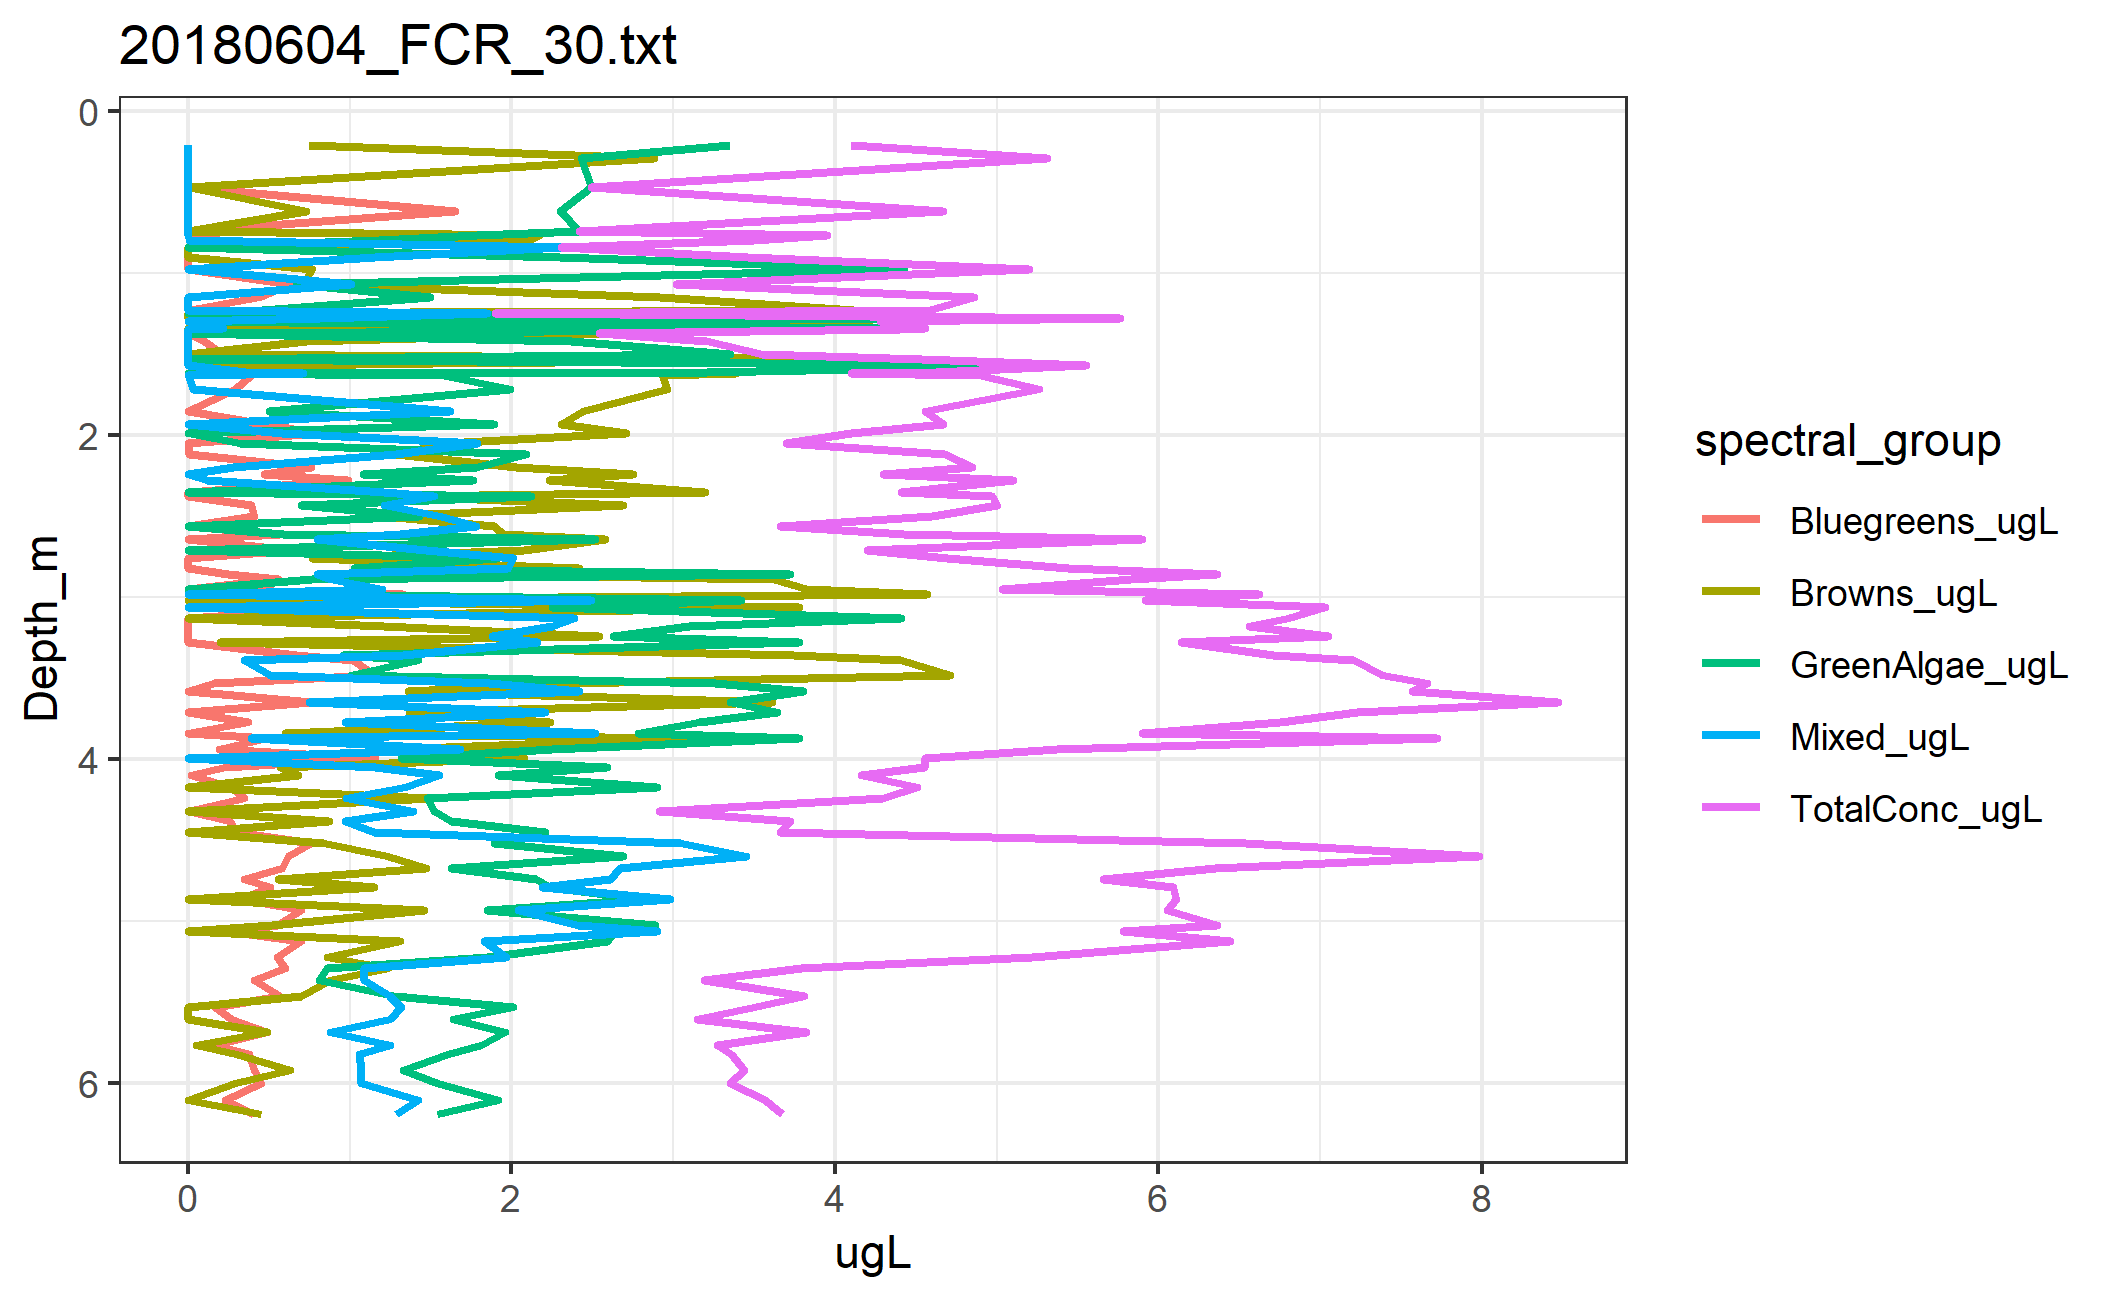 20180604_FCR_30.txt
0
2
4
6
Depth_m
0 2 4 6 8
ugL
spectral_group
Bluegreens_ugL
Browns_ugL
GreenAlgae_ugL
Mixed_ugL
TotalConc_ugL